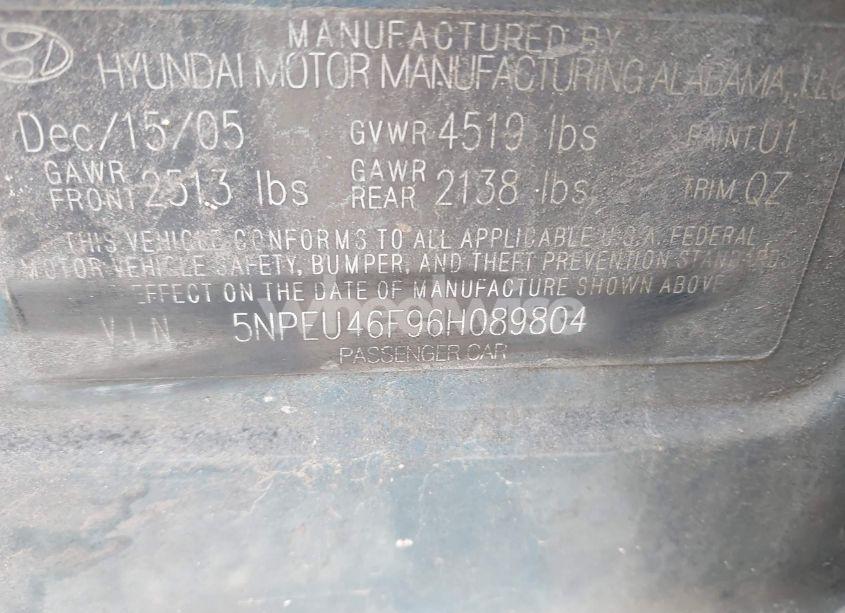 MANUFACTURED BY
HYUNDAI MOTOR MANUFACTURING ALABAMA, LLC
Dec/15/05 GVWR 4519 lbs PAINT U1
GAWR FRONT 2513 lbs GAWR REAR 2138 lbs TRIM QZ
THIS VEHICLE CONFORMS TO ALL APPLICABLE U.S.A. FEDERAL
MOTOR VEHICLE SAFETY, BUMPER, AND THEFT PREVENTION STANDARDS
EFFECT ON THE DATE OF MANUFACTURE SHOWN ABOVE
V.I.N 5NPEU46F96H089804
PASSENGER CAR